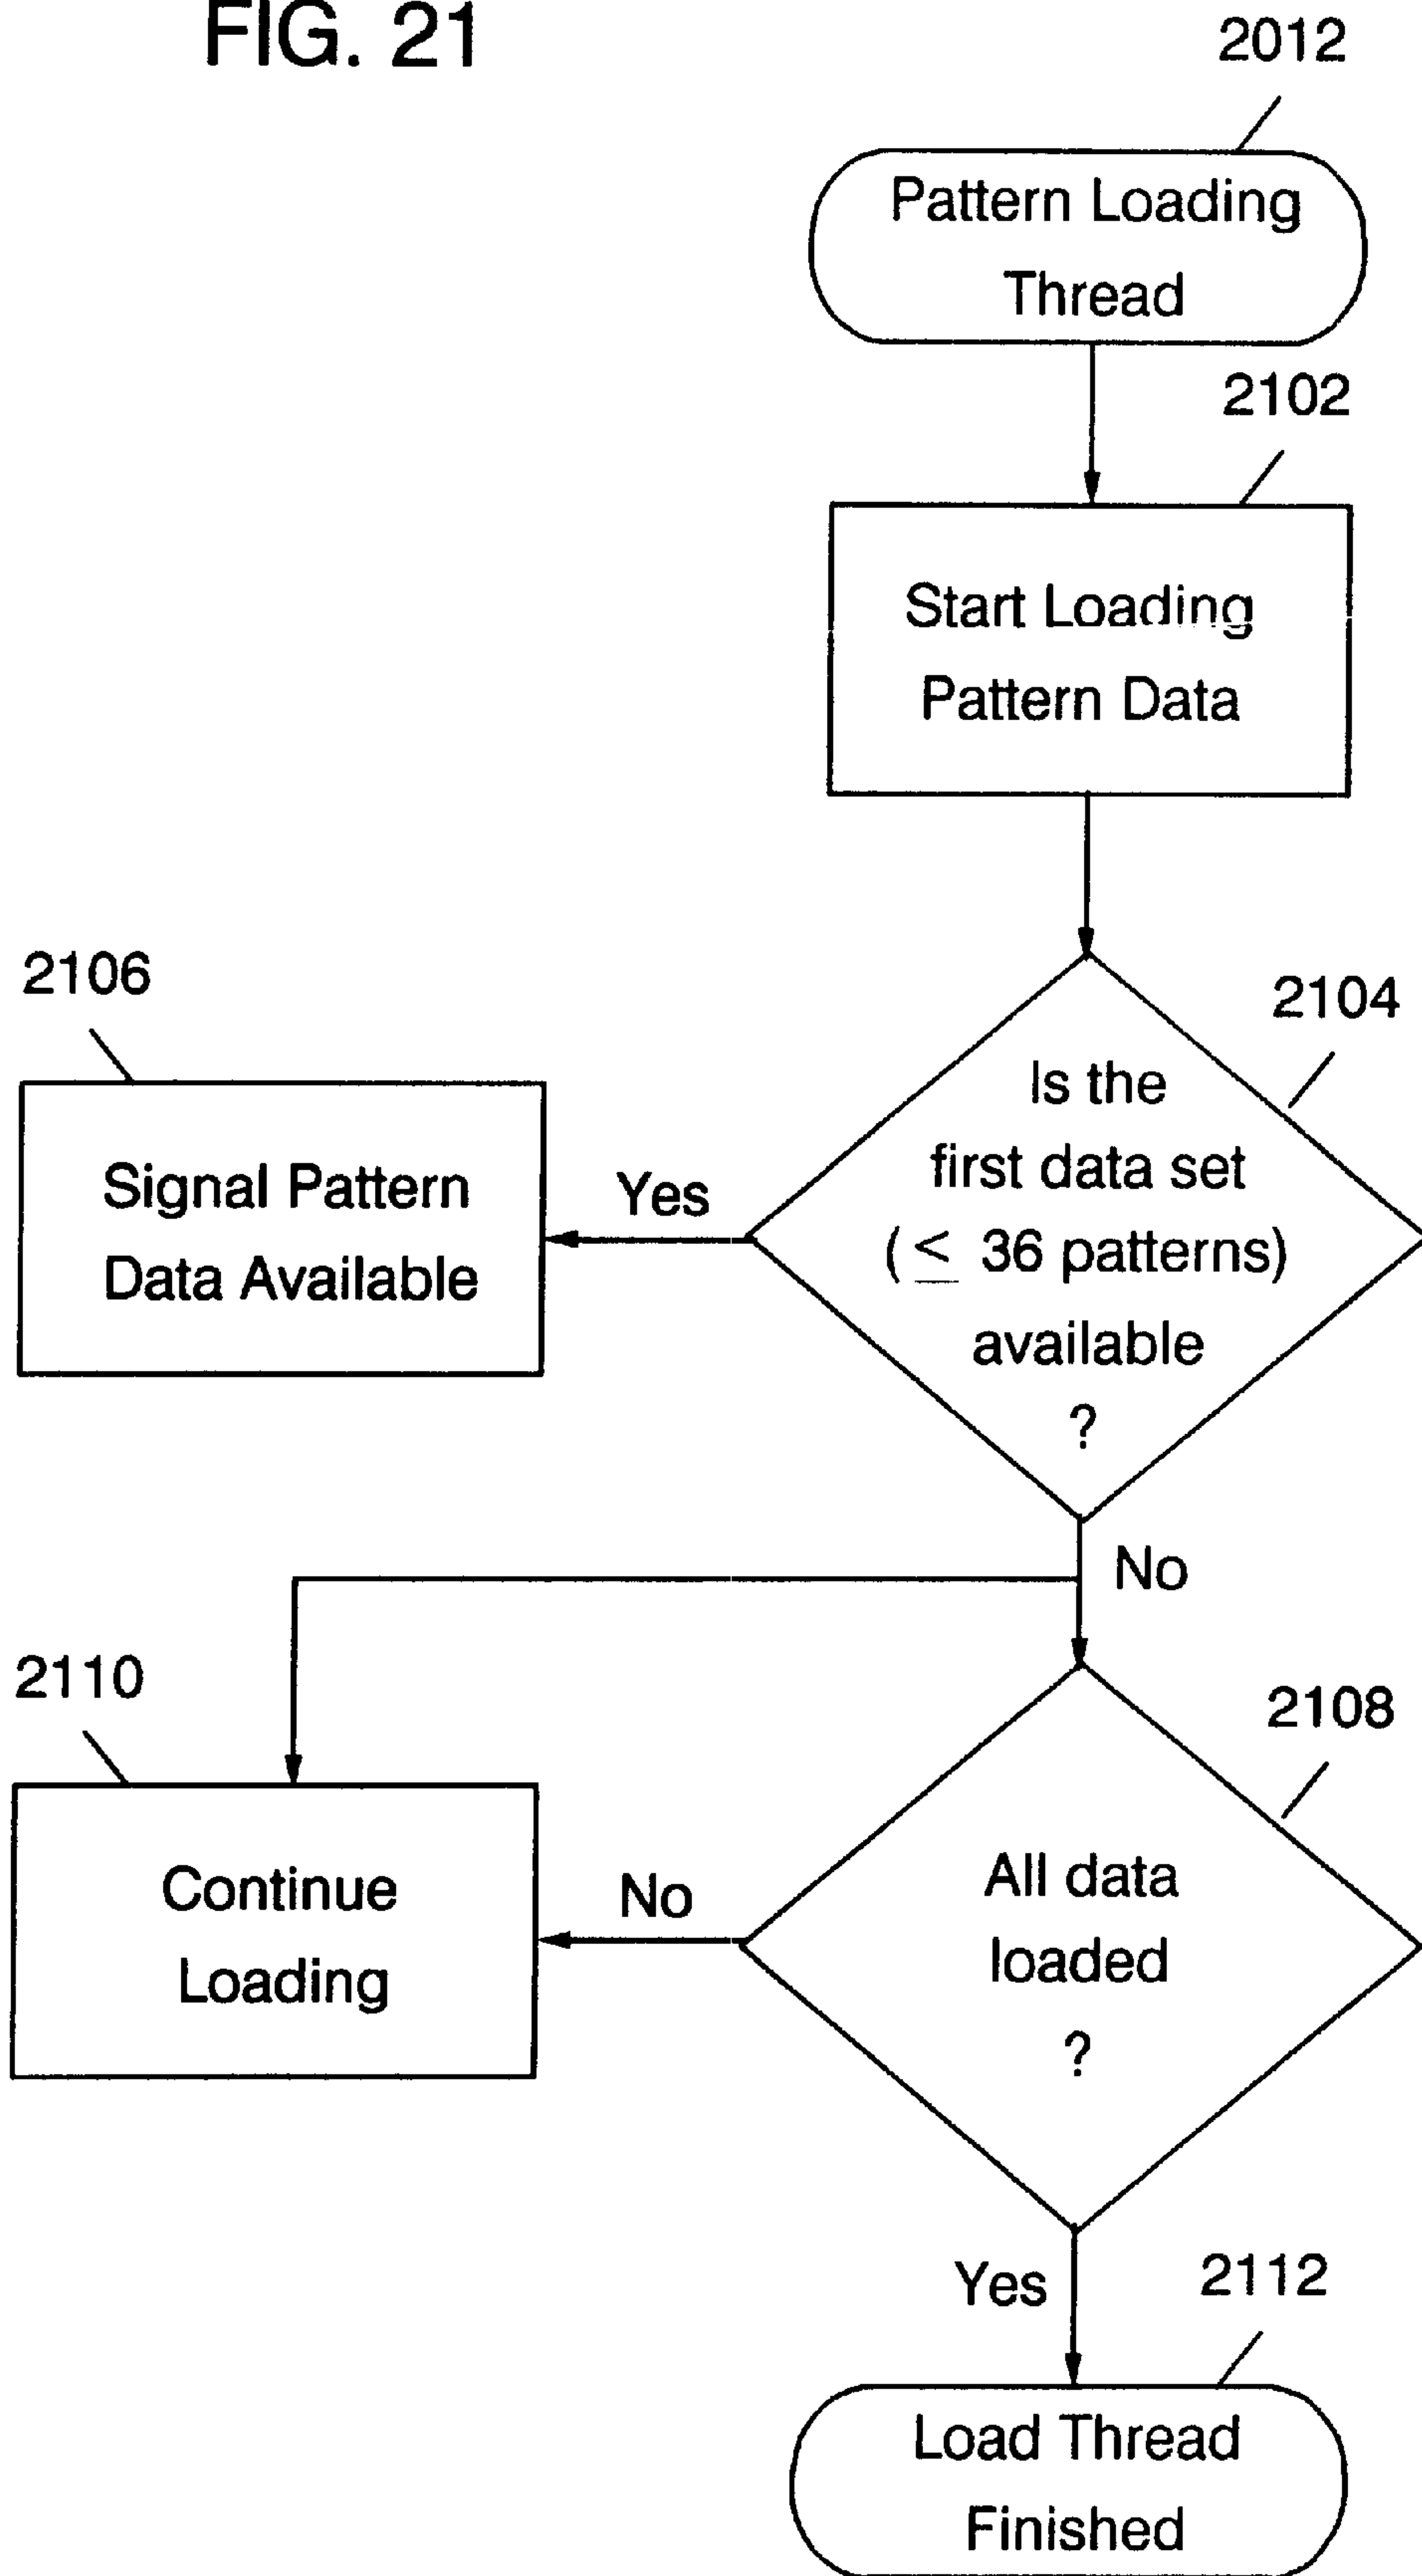 FIG. 21
2012
Pattern Loading
Thread
2102
Start Loading
Pattern Data
2106
2104
Is the
first data set
( ≤ 36 patterns)
available
?
Yes
Signal Pattern
Data Available
No
2110
2108
All data
loaded
?
No
Continue
Loading
Yes
2112
Load Thread
Finished